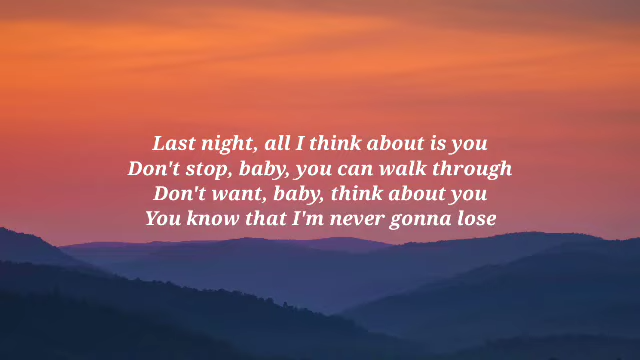 Last night, all I think about is you
Don't stop, baby, you can walk through
Don't want, baby, think about you
You know that I'm never gonna lose